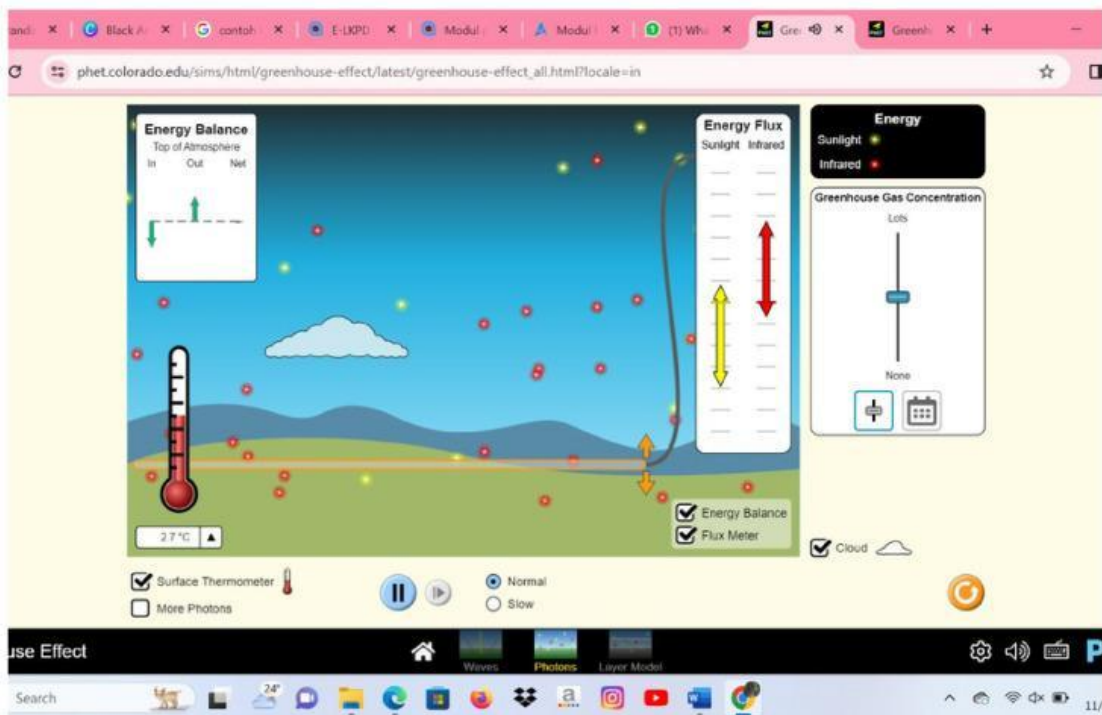 Black A
contoh
E-LKPD
Modul
Modul
(1) Wh
Gre
Greenh
phet.colorado.edu/sims/html/greenhouse-effect/latest/greenhouse-effect_all.html?locale=in
Energy Balance
Top of Atmosphere
In Out Net
Energy Flux
Sunlight Infrared
Energy
Sunlight
Infrared
Greenhouse Gas Concentration
Lots
None
27°C
Energy Balance
Flux Meter
Cloud
Surface Thermometer
More Photons
Normal
Slow
use Effect
Waves
Photons
Layer Model
Search
24°
a
W
11/